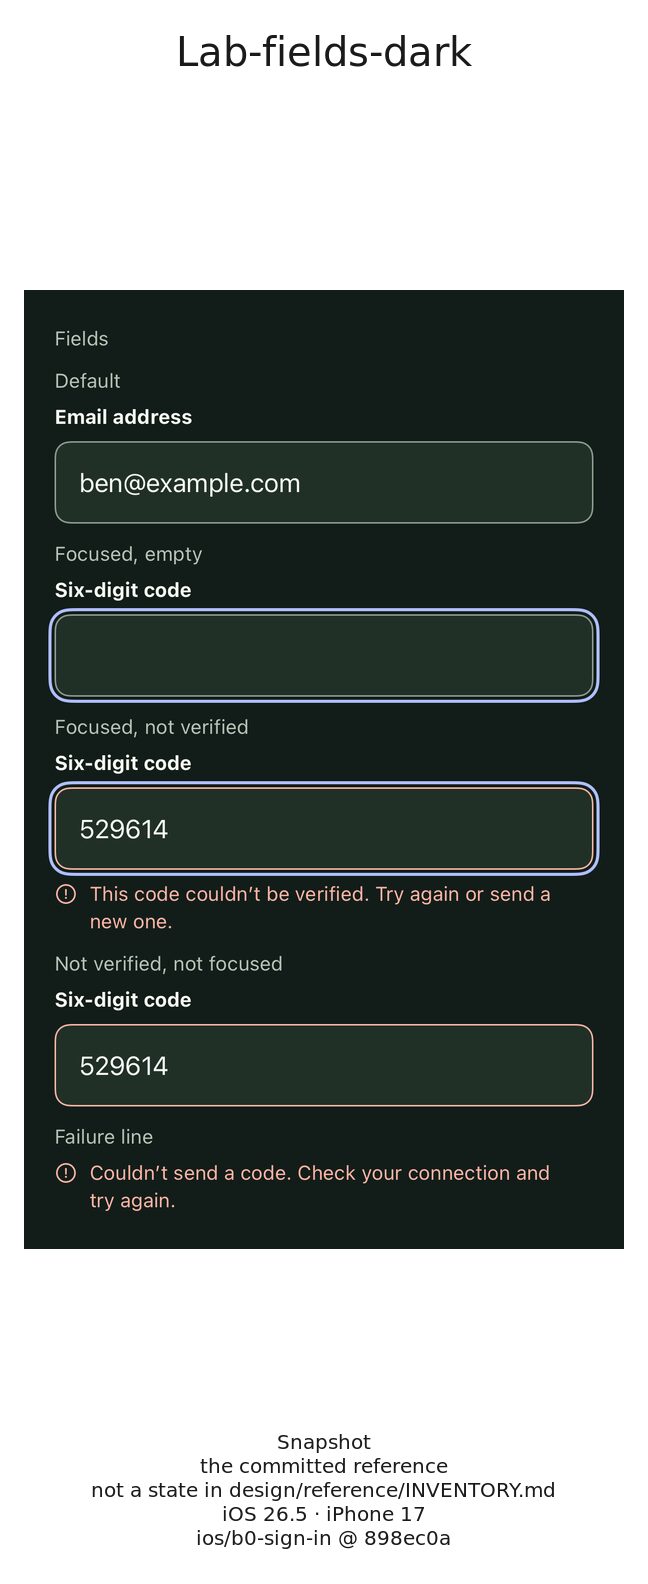 Lab-fields-dark
Fields
Default
Email address
ben@example.com
Focused, empty
Six-digit code
Focused, not verified
Six-digit code
529614
This code couldn’t be verified. Try again or send a
new one.
Not verified, not focused
Six-digit code
529614
Failure line
Couldn’t send a code. Check your connection and
try again.
Snapshot
the committed reference
not a state in design/reference/INVENTORY.md
iOS 26.5 · iPhone 17
ios/b0-sign-in @ 898ec0a